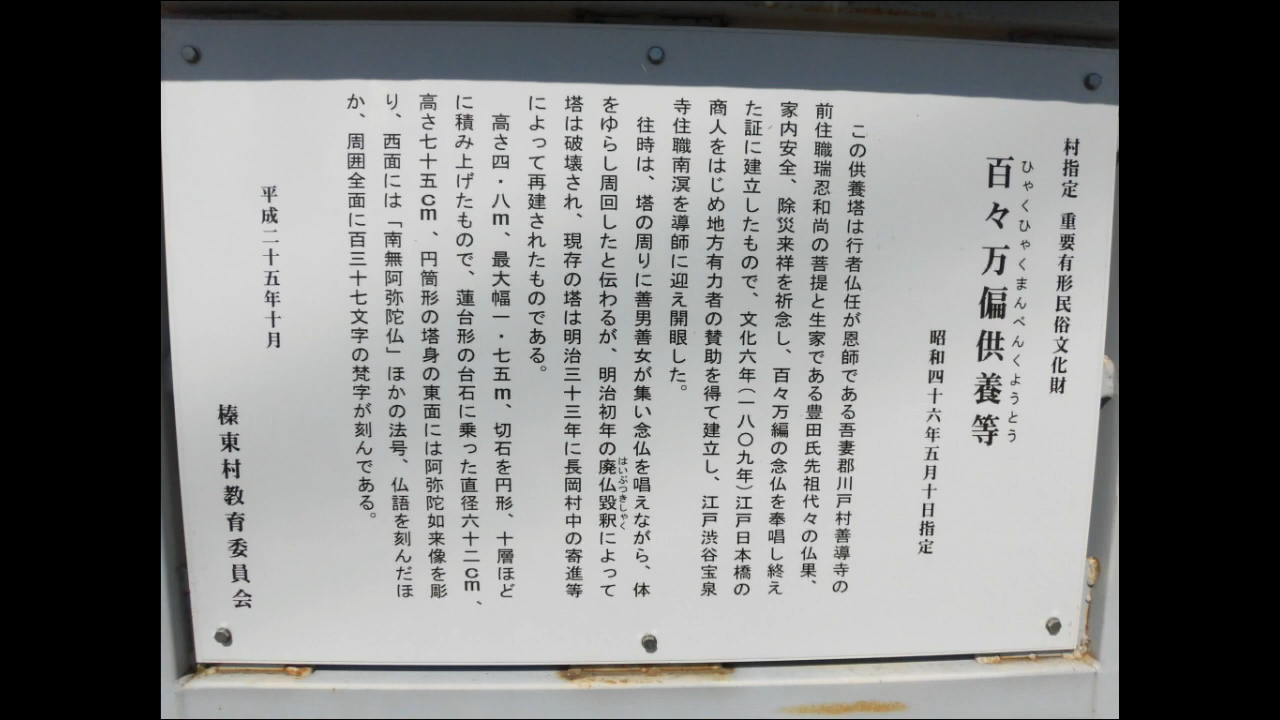 村指定 重要有形民俗文化財
ひゃくひゃくまんべんくようとう
百々万偏供養等
昭和四十六年五月十日指定
この供養塔は行者仏任が恩師である吾妻郡川戸村善導寺の
前住職瑞忍和尚の菩提と生家である豊田氏先祖代々の仏果、
家内安全、除災来祥を祈念し、百々万編の念仏を奉唱し終え
た証に建立したもので、文化六年(一八〇九年)江戸日本橋の
商人をはじめ地方有力者の賛助を得て建立し、江戸渋谷宝泉
寺住職南溟を導師に迎え開眼した。
往時は、塔の周りに善男善女が集い念仏を唱えながら、体
をゆらし周回したと伝わるが、明治初年の廃仏毀釈によって
はいぶつきしゃく
塔は破壊され、現存の塔は明治三十三年に長岡村中の寄進等
によって再建されたものである。
高さ四・八m、最大幅一・七五m、切石を円形、十層ほど
に積み上げたもので、蓮台形の台石に乗った直径六十二cm、
高さ七十五cm、円筒形の塔身の東面には阿弥陀如来像を彫
り、西面には「南無阿弥陀仏」ほかの法号、仏語を刻んだほ
か、周囲全面に百三十七文字の梵字が刻んである。
平成二十五年十月
榛東村教育委員会